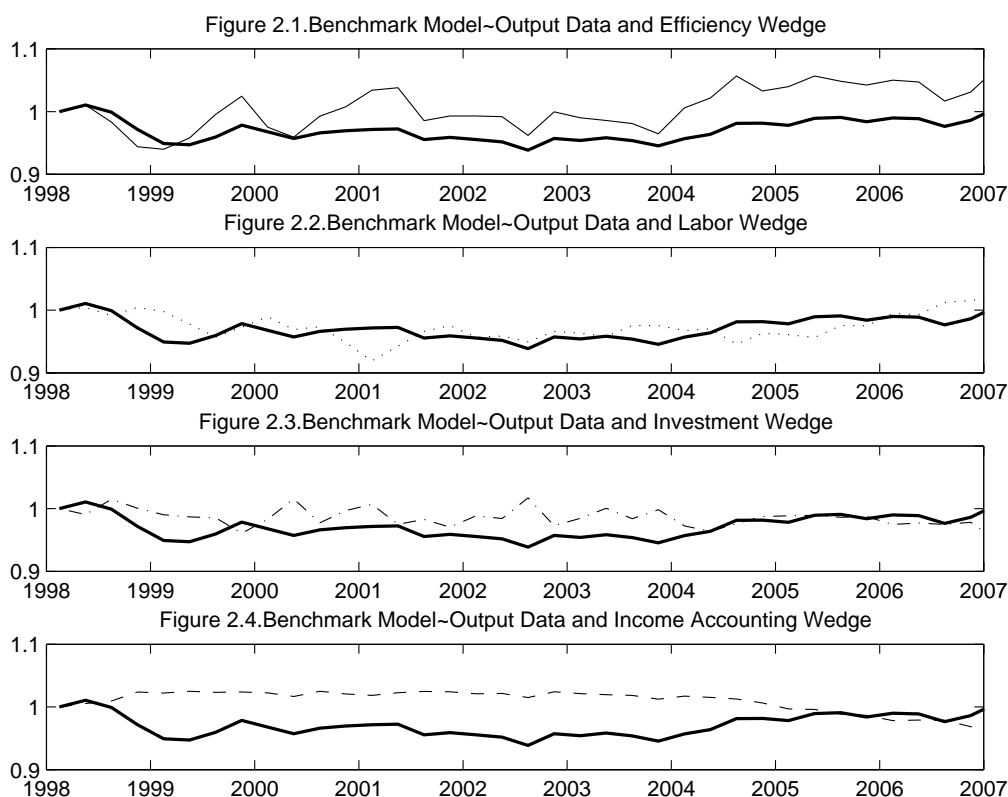 Figure 2.1.Benchmark Model~Output Data and Efficiency Wedge
1.1
1
0.9
1998 1999 2000 2001 2002 2003 2004 2005 2006 2007
Figure 2.2.Benchmark Model~Output Data and Labor Wedge
1.1
1
0.9
1998 1999 2000 2001 2002 2003 2004 2005 2006 2007
Figure 2.3.Benchmark Model~Output Data and Investment Wedge
1.1
1
0.9
1998 1999 2000 2001 2002 2003 2004 2005 2006 2007
Figure 2.4.Benchmark Model~Output Data and Income Accounting Wedge
1.1
1
0.9
1998 1999 2000 2001 2002 2003 2004 2005 2006 2007